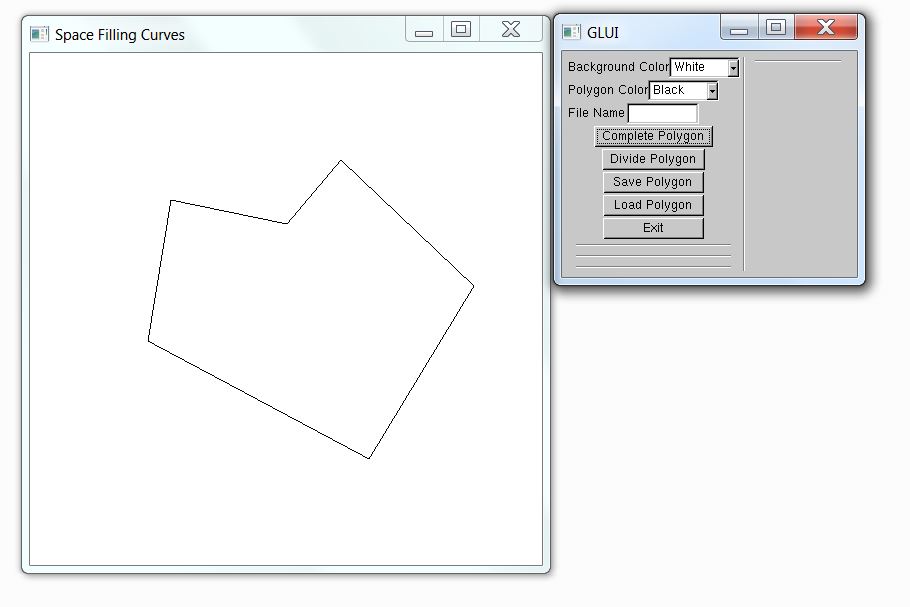 Space Filling Curves
GLUI
Background Color White
Polygon Color Black
File Name
Complete Polygon
Divide Polygon
Save Polygon
Load Polygon
Exit